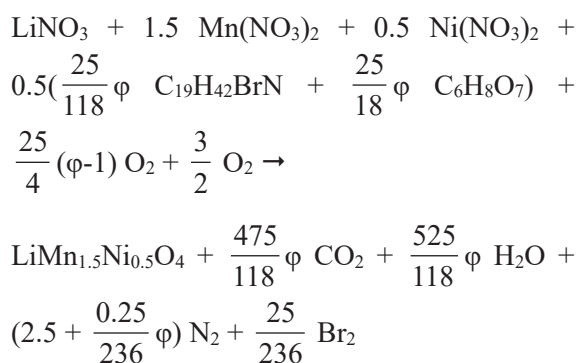 LiNO₃ + 1.5 Mn(NO₃)₂ + 0.5 Ni(NO₃)₂ +
0.5(25/118 φ C₁₉H₄₂BrN + 25/18 φ C₆H₈O₇) +
25/4 (φ-1) O₂ + 3/2 O₂ →
LiMn₁.₅Ni₀.₅O₄ + 475/118 φ CO₂ + 525/118 φ H₂O +
(2.5 + 0.25/236 φ) N₂ + 25/236 Br₂